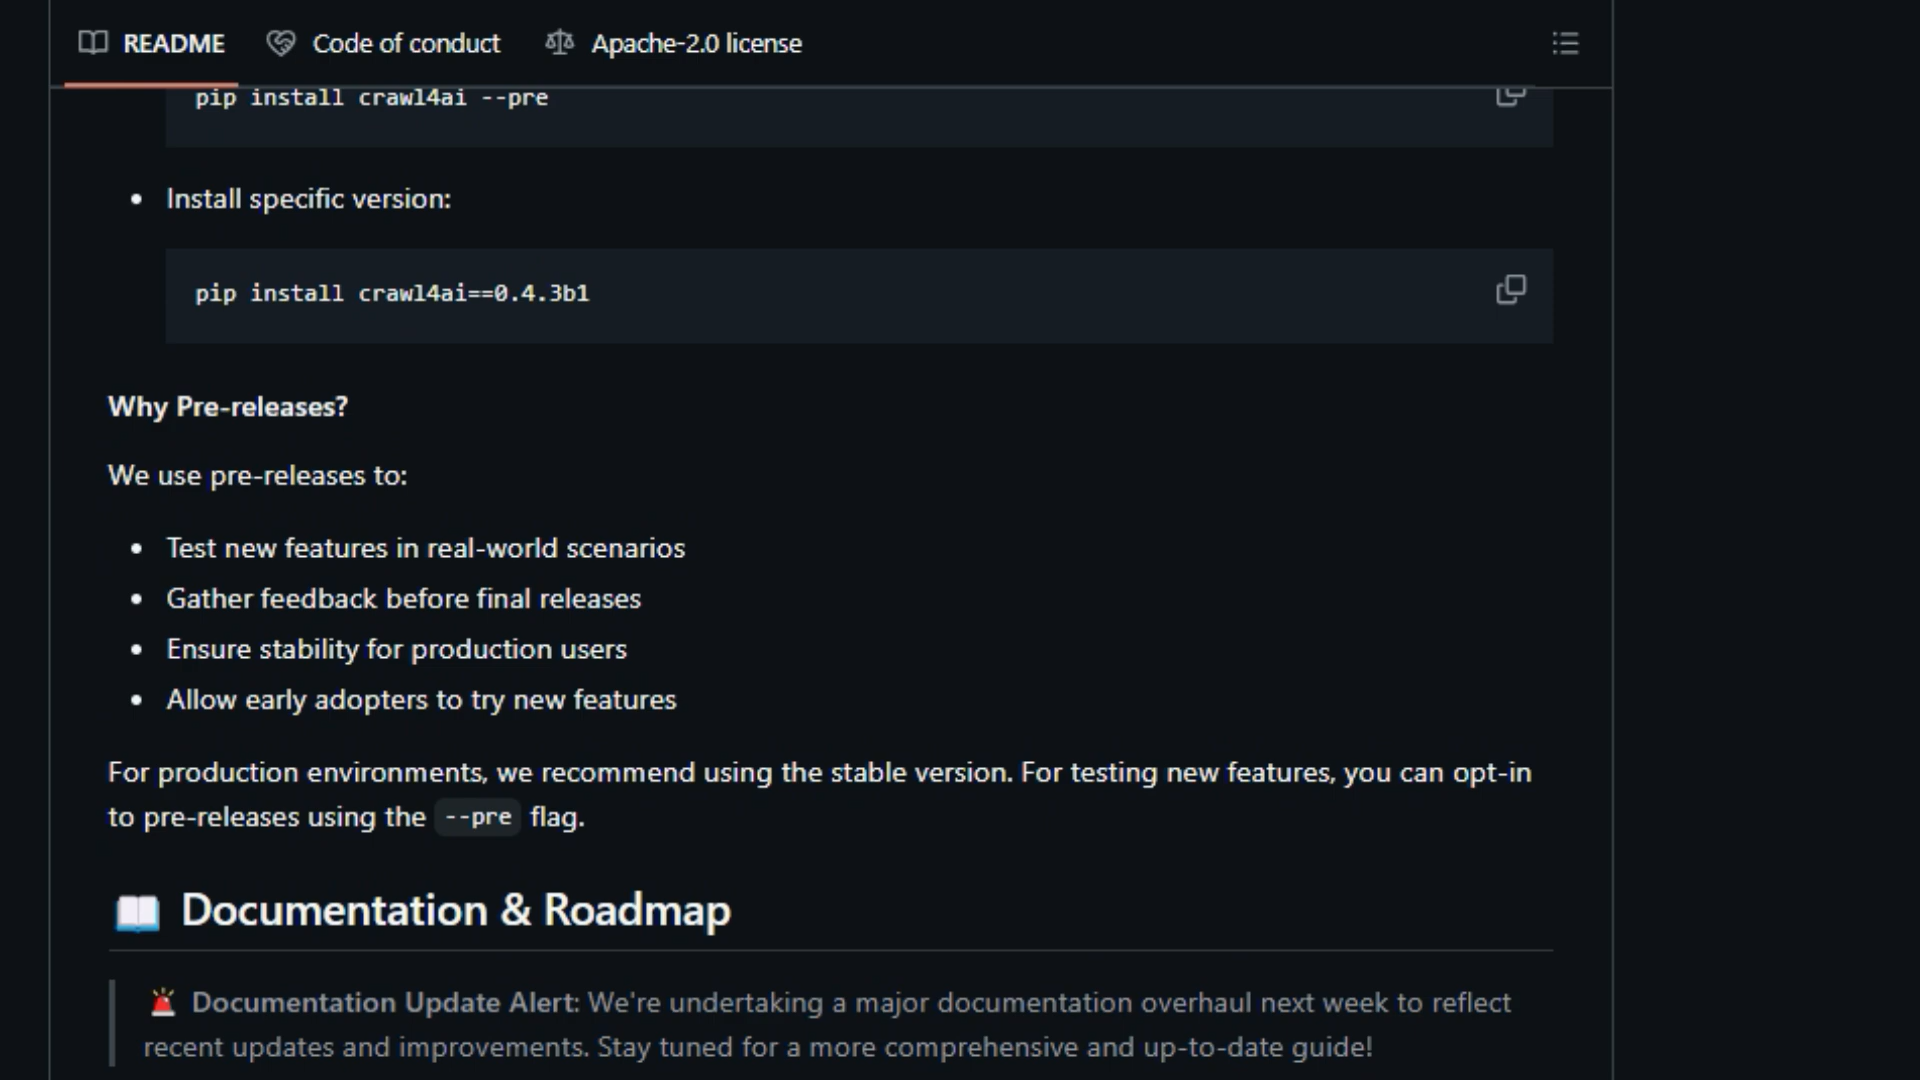 README Code of conduct Apache-2.0 license
pip install crawl4ai --pre
Install specific version:
pip install crawl4ai==0.4.3b1
Why Pre-releases?
We use pre-releases to:
Test new features in real-world scenarios
Gather feedback before final releases
Ensure stability for production users
Allow early adopters to try new features
For production environments, we recommend using the stable version. For testing new features, you can opt-in
to pre-releases using the --pre flag.
Documentation & Roadmap
Documentation Update Alert: We're undertaking a major documentation overhaul next week to reflect
recent updates and improvements. Stay tuned for a more comprehensive and up-to-date guide!